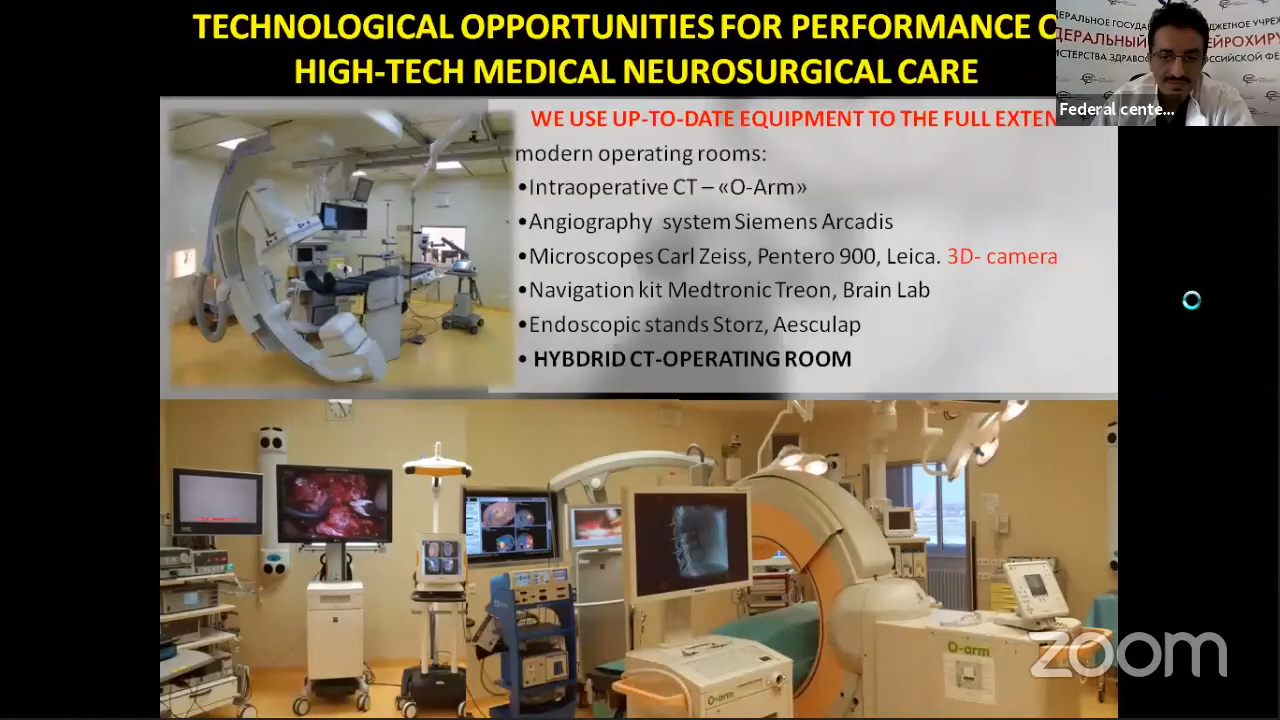 TECHNOLOGICAL OPPORTUNITIES FOR PERFORMANCE
HIGH-TECH MEDICAL NEUROSURGICAL CARE
WE USE UP-TO-DATE EQUIPMENT TO THE FULL EXTEN
modern operating rooms:
•Intraoperative CT – «O-Arm»
•Angiography system Siemens Arcadis
•Microscopes Carl Zeiss, Pentero 900, Leica. 3D- camera
•Navigation kit Medtronic Treon, Brain Lab
•Endoscopic stands Storz, Aesculap
• HYBDRID CT-OPERATING ROOM
Federal cente...
O-arm
O-arm
zoom